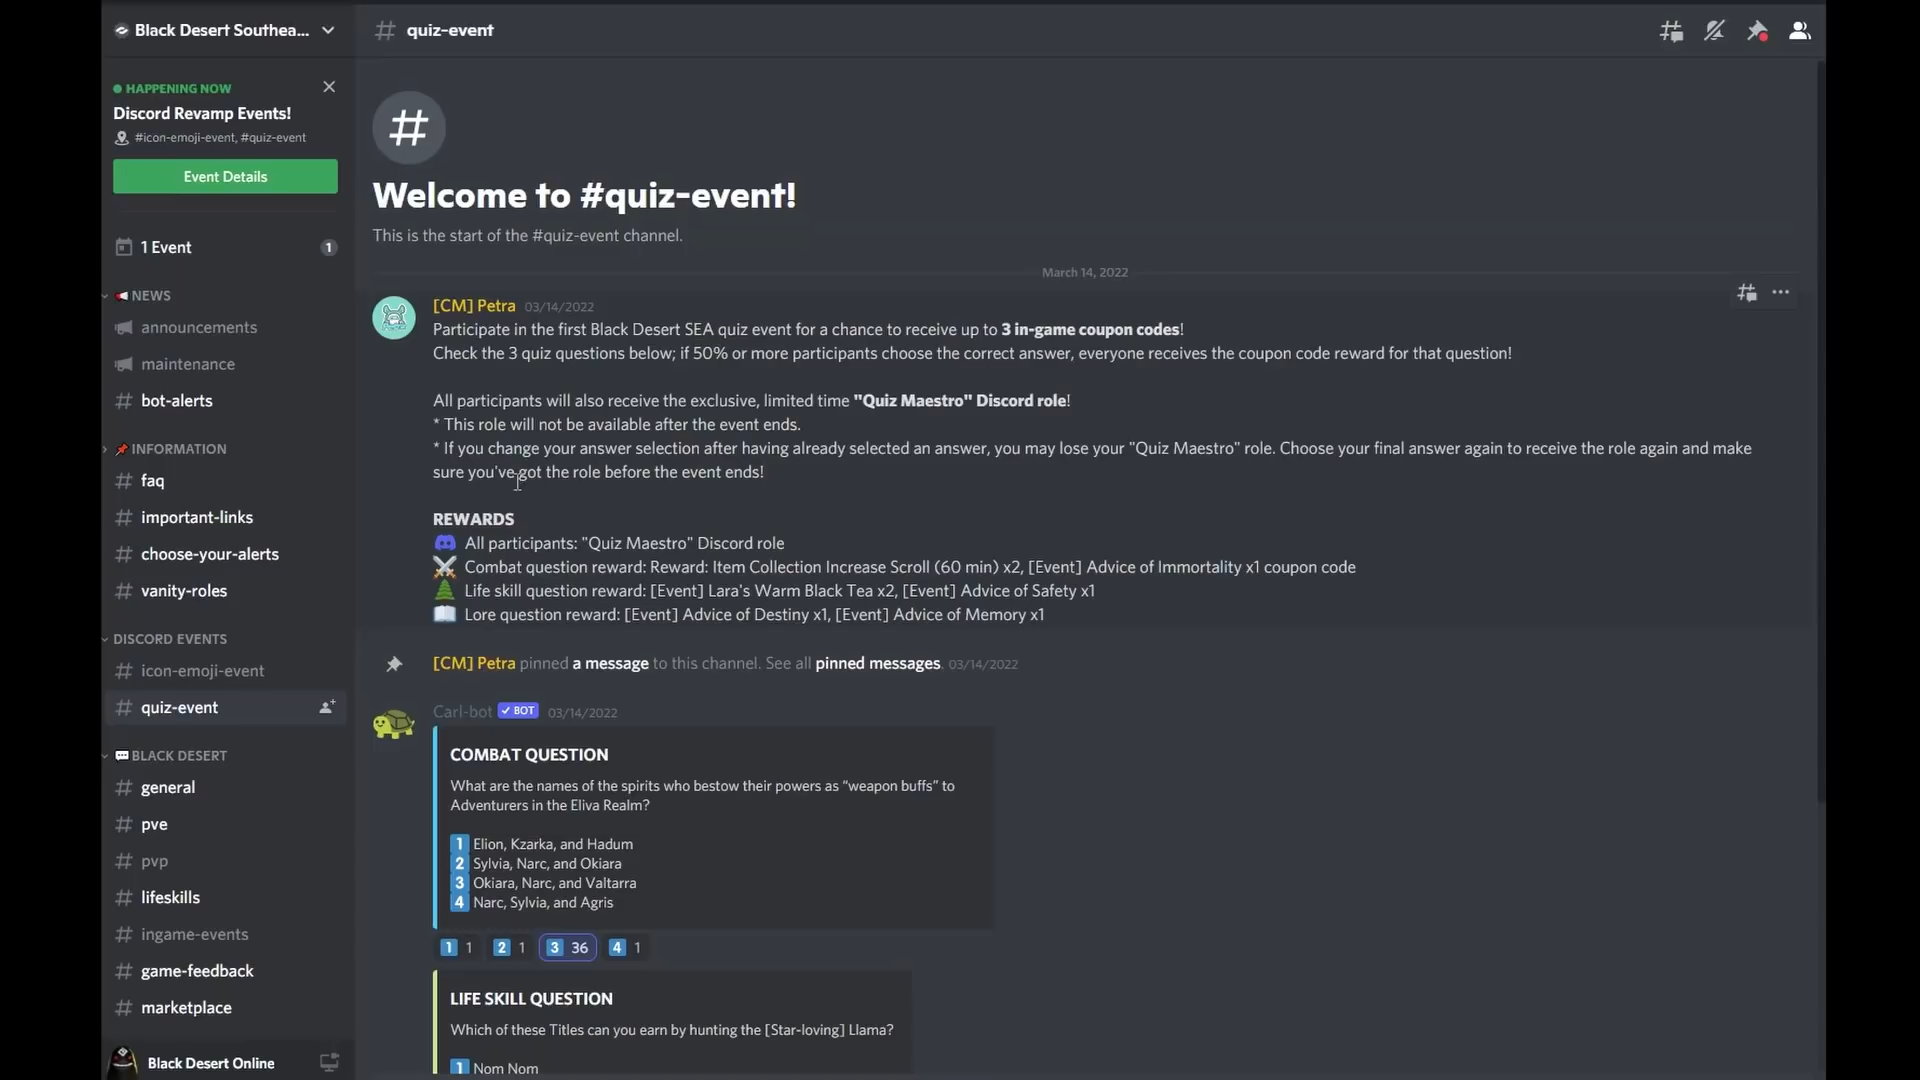 Black Desert Southea...
# quiz-event
HAPPENING NOW
Discord Revamp Events!
#icon-emoji-event, #quiz-event
Event Details
1 Event
1
NEWS
announcements
maintenance
# bot-alerts
INFORMATION
# faq
# important-links
# choose-your-alerts
# vanity-roles
DISCORD EVENTS
# icon-emoji-event
# quiz-event
BLACK DESERT
# general
# pve
# pvp
# lifeskills
# ingame-events
# game-feedback
# marketplace
Black Desert Online
#
Welcome to #quiz-event!
This is the start of the #quiz-event channel.
March 14, 2022
[CM] Petra 03/14/2022
Participate in the first Black Desert SEA quiz event for a chance to receive up to 3 in-game coupon codes!
Check the 3 quiz questions below; if 50% or more participants choose the correct answer, everyone receives the coupon code reward for that question!
All participants will also receive the exclusive, limited time "Quiz Maestro" Discord role!
* This role will not be available after the event ends.
* If you change your answer selection after having already selected an answer, you may lose your "Quiz Maestro" role. Choose your final answer again to receive the role again and make
sure you've got the role before the event ends!
REWARDS
All participants: "Quiz Maestro" Discord role
Combat question reward: Reward: Item Collection Increase Scroll (60 min) x2, [Event] Advice of Immortality x1 coupon code
Life skill question reward: [Event] Lara's Warm Black Tea x2, [Event] Advice of Safety x1
Lore question reward: [Event] Advice of Destiny x1, [Event] Advice of Memory x1
[CM] Petra pinned a message to this channel. See all pinned messages. 03/14/2022
Carl-bot ✓ BOT 03/14/2022
COMBAT QUESTION
What are the names of the spirits who bestow their powers as “weapon buffs” to
Adventurers in the Eliva Realm?
1 Elion, Kzarka, and Hadum
2 Sylvia, Narc, and Okiara
3 Okiara, Narc, and Valtarra
4 Narc, Sylvia, and Agris
1 1 2 1 3 36 4 1
LIFE SKILL QUESTION
Which of these Titles can you earn by hunting the [Star-loving] Llama?
1 Nom Nom